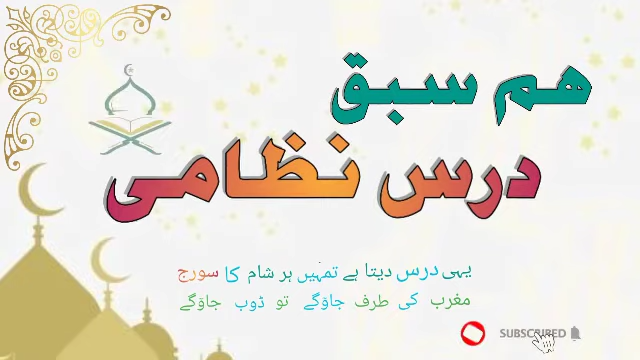 ھم سبق
درس نظامی
یہی درس دیتا ہے تمہیں ہر شام کا سورج
مغرب کی طرف جاؤگے تو ڈوب جاؤگے
SUBSCRIBED